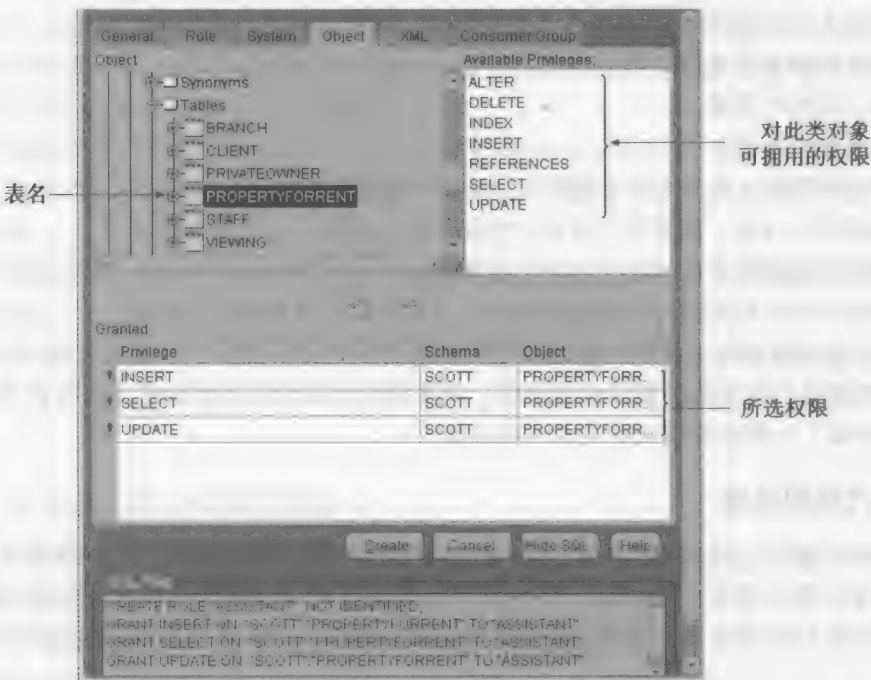 General Role System Object XML Consumer Group
Object
Available Privileges:
Synonyms
Tables
BRANCH
CLIENT
PRIVATEOWNER
PROPERTYFORRENT
STAFF
VIEWING
ALTER
DELETE
INDEX
INSERT
REFERENCES
SELECT
UPDATE
表名
对此类对象
可拥用的权限
Granted
Privilege Schema Object
INSERT SCOTT PROPERTYFORR...
SELECT SCOTT PROPERTYFORR...
UPDATE SCOTT PROPERTYFORR...
所选权限
Create Cancel Hide SQL Help
CREATE ROLE "ASSISTANT" NOT IDENTIFIED;
GRANT INSERT ON "SCOTT"."PROPERTYFORRENT" TO "ASSISTANT"
GRANT SELECT ON "SCOTT"."PROPERTYFORRENT" TO "ASSISTANT"
GRANT UPDATE ON "SCOTT"."PROPERTYFORRENT" TO "ASSISTANT"